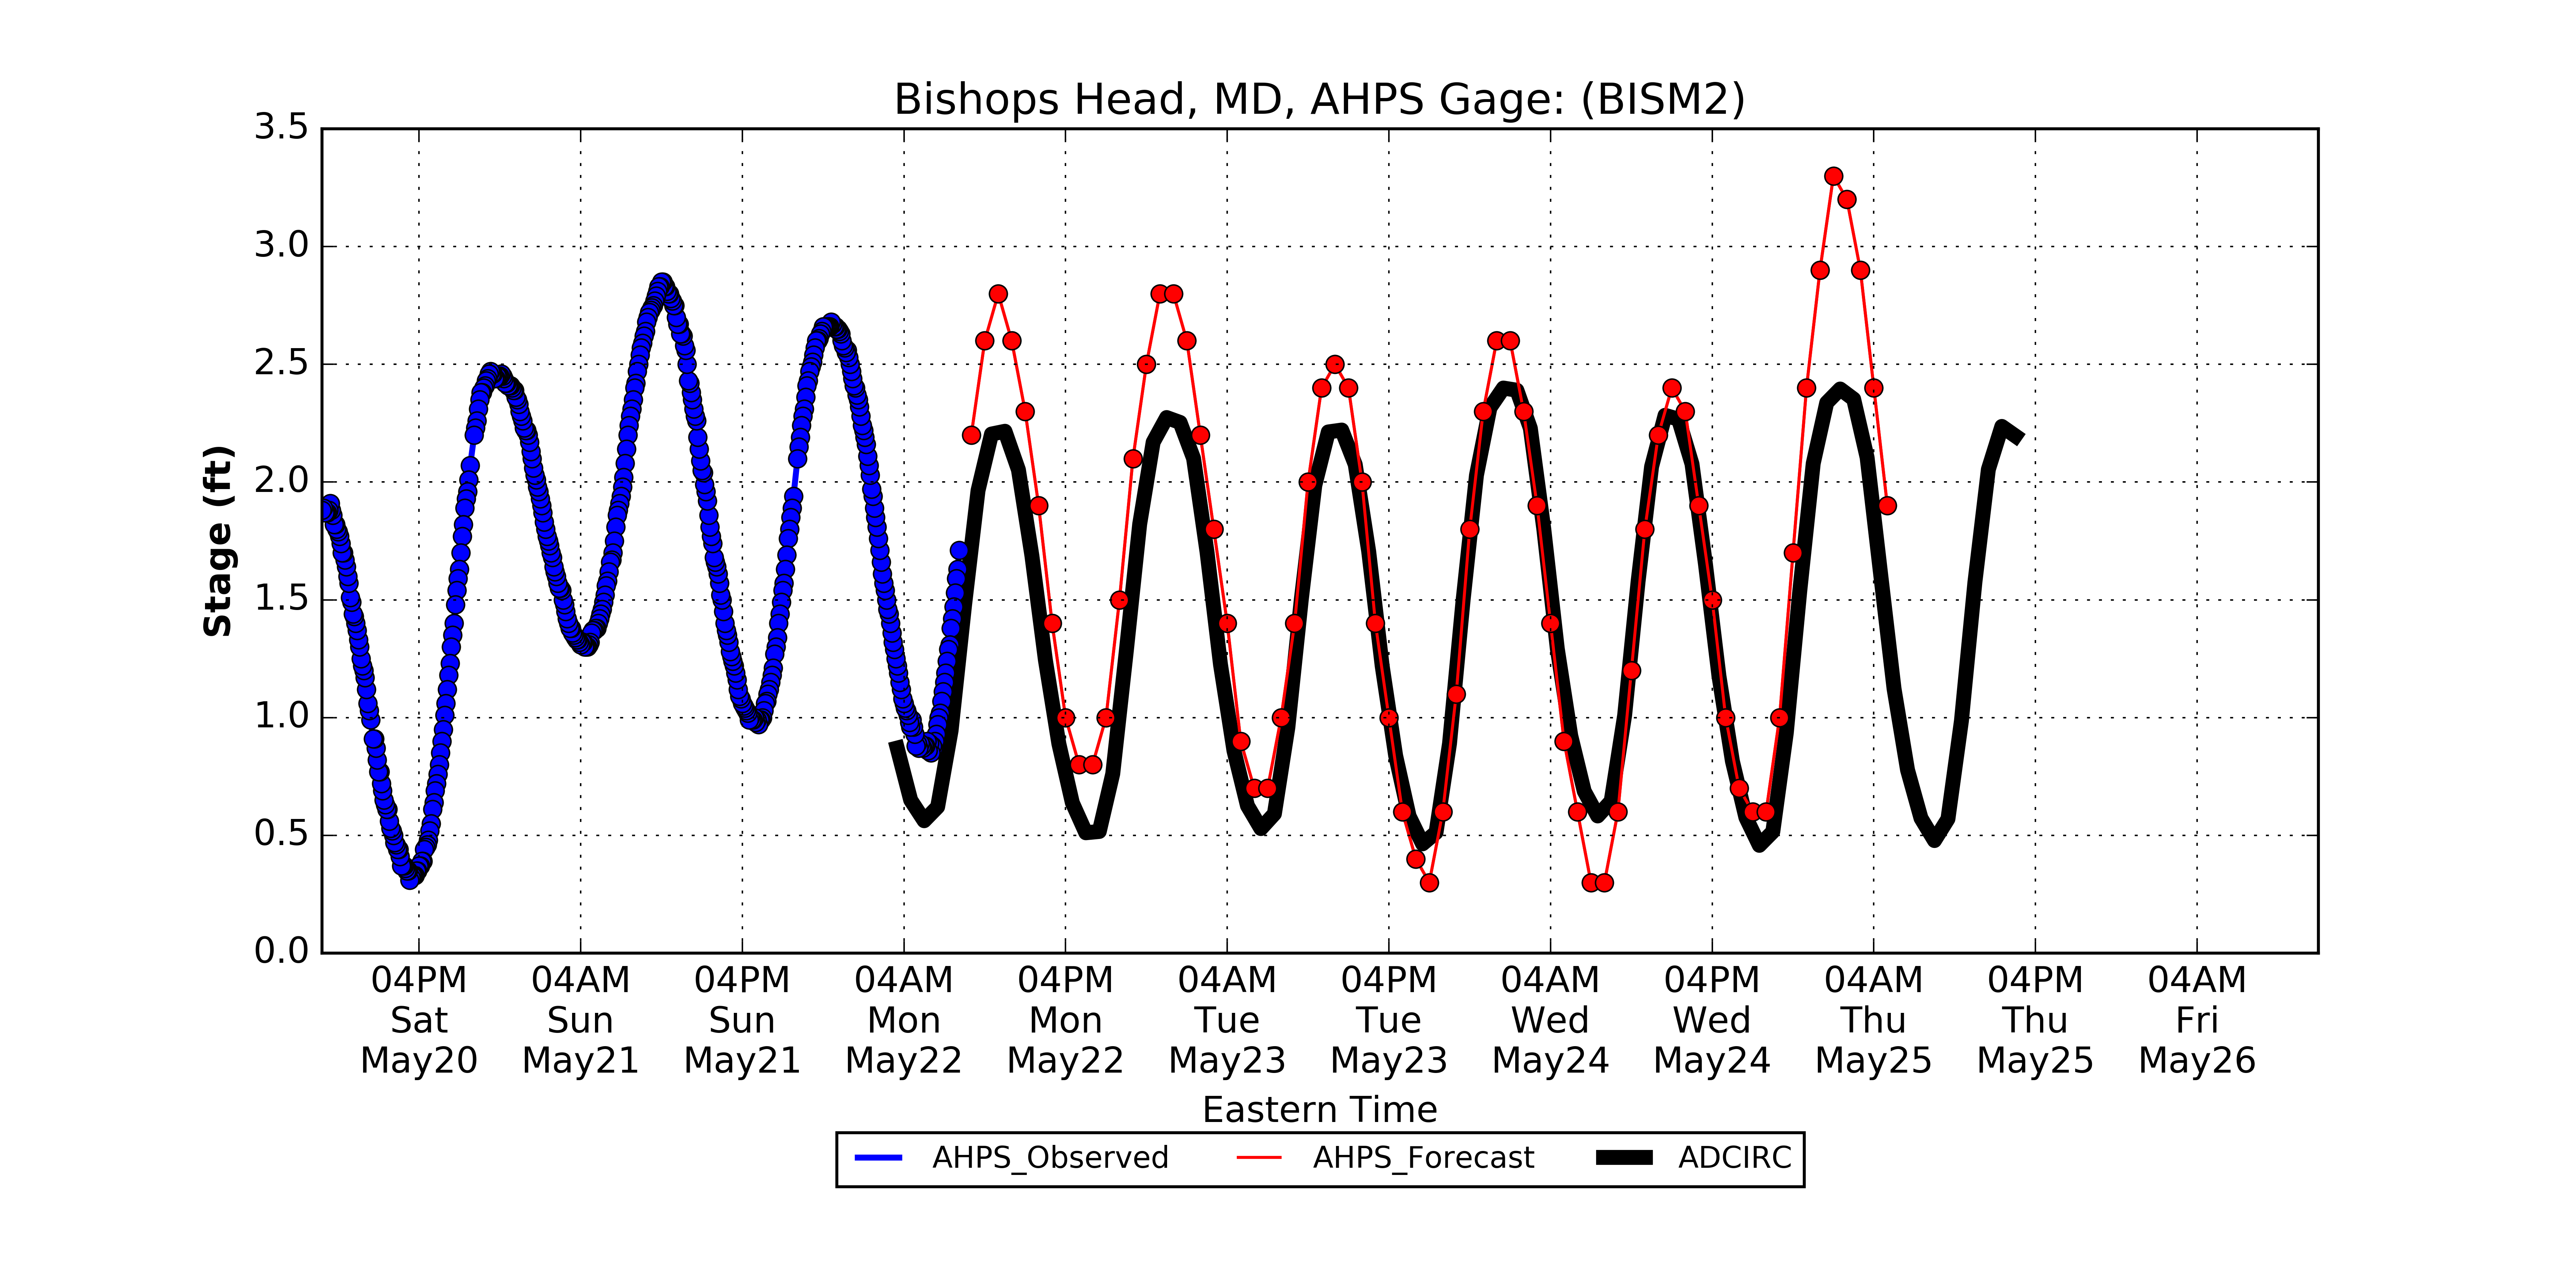 Bishops Head, MD, AHPS Gage: (BISM2)
3.5
3.0
2.5
2.0
1.5
1.0
0.5
0.0
Stage (ft)
04PM 04AM 04PM 04AM 04PM 04AM 04PM 04AM 04PM 04AM 04PM 04AM
Sat Sun Sun Mon Mon Tue Tue Wed Wed Thu Thu Fri
May20 May21 May21 May22 May22 May23 May23 May24 May24 May25 May25 May26
Eastern Time
AHPS_Observed AHPS_Forecast ADCIRC